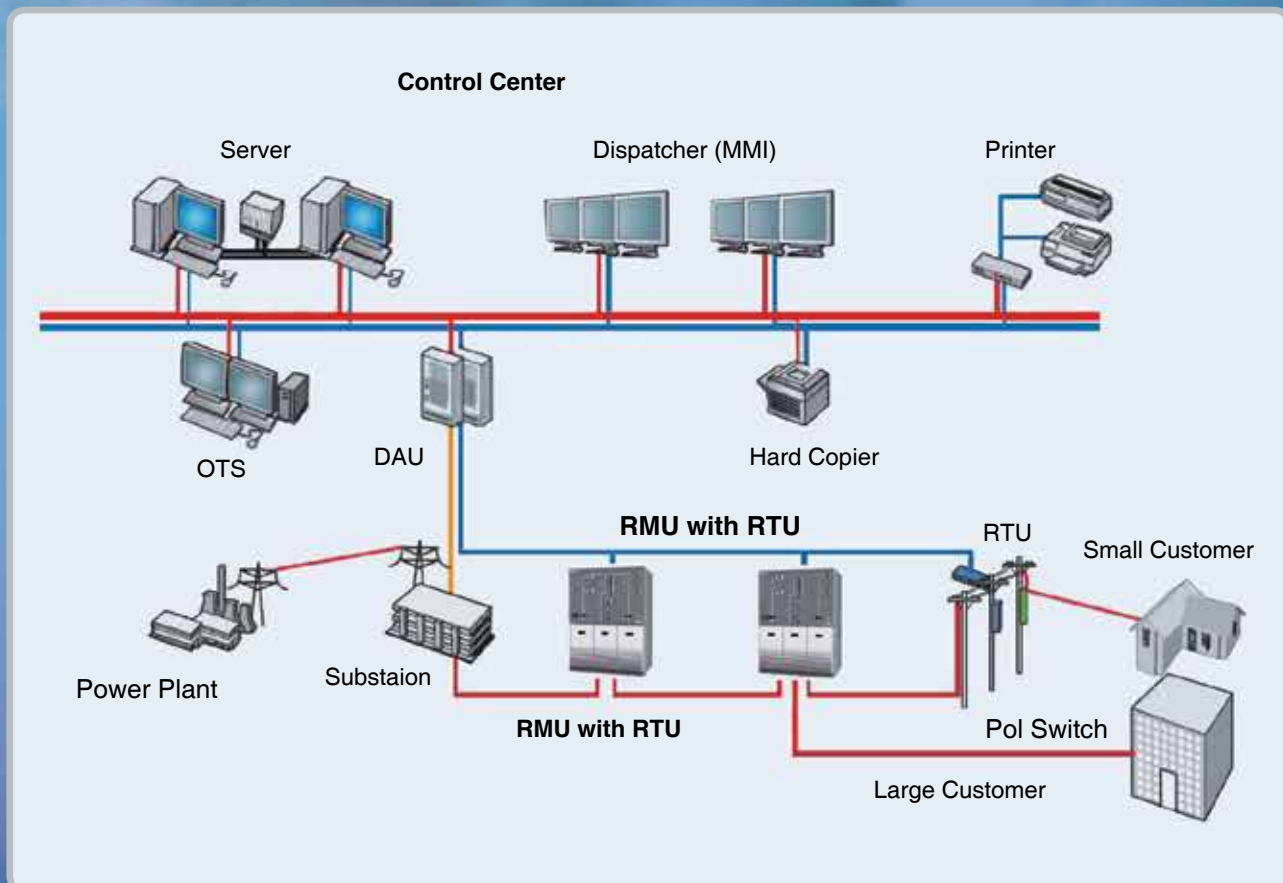 Control Center
Server
Dispatcher (MMI)
Printer
OTS
DAU
Hard Copier
RMU with RTU
RTU
Small Customer
Power Plant
Substaion
RMU with RTU
Pol Switch
Large Customer